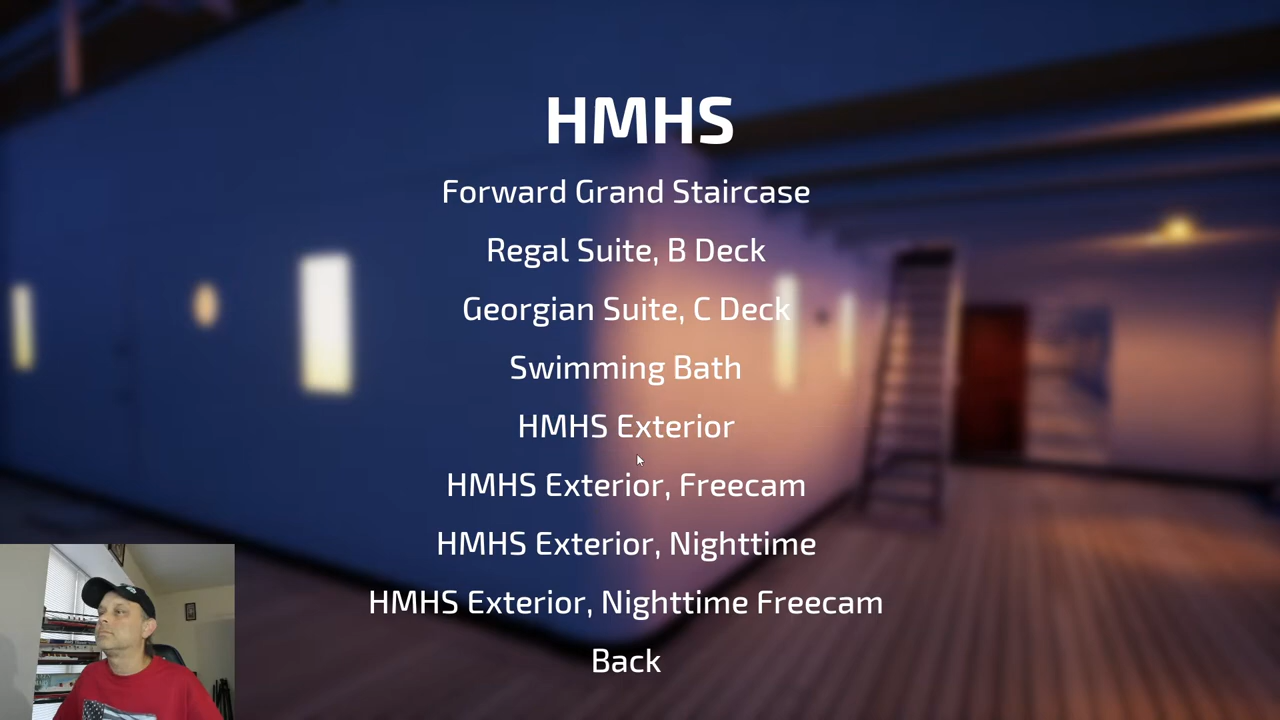 HMHS
Forward Grand Staircase
Regal Suite, B Deck
Georgian Suite, C Deck
Swimming Bath
HMHS Exterior
HMHS Exterior, Freecam
HMHS Exterior, Nighttime
HMHS Exterior, Nighttime Freecam
Back